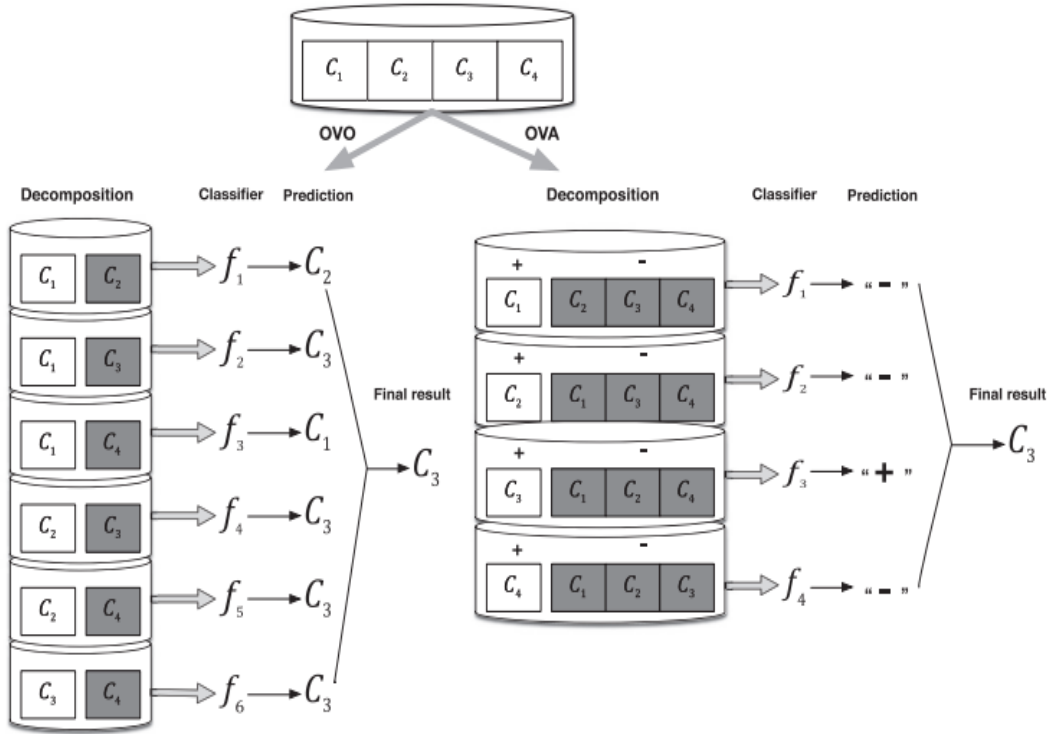 C1 C2 C3 C4
OVO
OVA
Decomposition Classifier Prediction
C1 C2 f1 C2
C1 C3 f2 C3
C1 C4 f3 C1
C2 C3 f4 C3
C2 C4 f5 C3
C3 C4 f6 C3
Final result
C3
Decomposition Classifier Prediction
+ -
C1 C2 C3 C4 f1 “ - ”
+ -
C2 C1 C3 C4 f2 “ - ”
+ -
C3 C1 C2 C4 f3 “ + ”
+ -
C4 C1 C2 C3 f4 “ - ”
Final result
C3